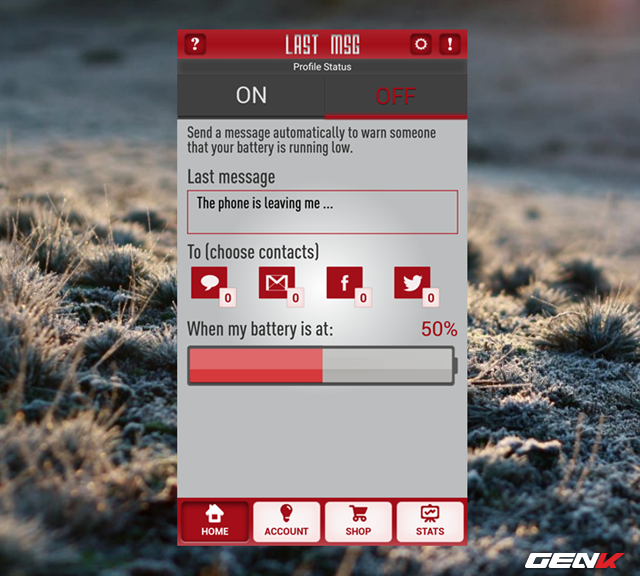 ? LAST MSG !
Profile Status
ON OFF
Send a message automatically to warn someone
that your battery is running low.
Last message
The phone is leaving me ...
To (choose contacts)
0 0 f 0 0
When my battery is at: 50%
HOME ACCOUNT SHOP STATS
GENK